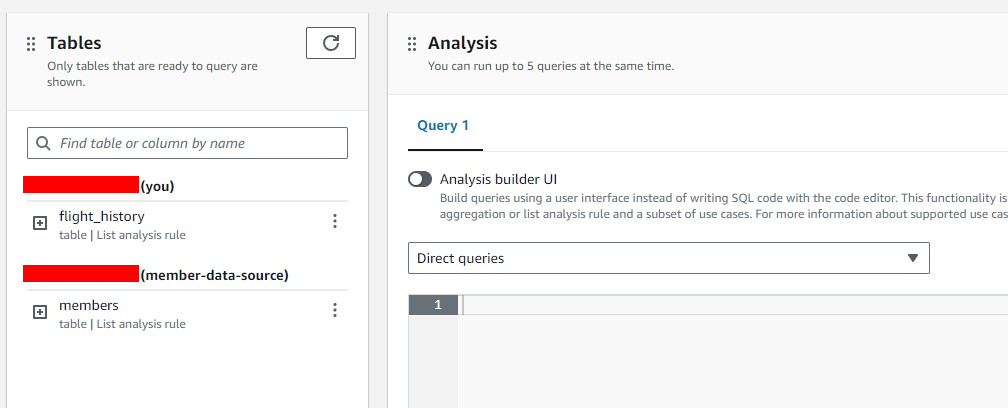 Tables
Only tables that are ready to query are
shown.
Find table or column by name
(you)
flight_history
table | List analysis rule
(member-data-source)
members
table | List analysis rule
Analysis
You can run up to 5 queries at the same time.
Query 1
Analysis builder UI
Build queries using a user interface instead of writing SQL code with the code editor. This functionality is
aggregation or list analysis rule and a subset of use cases. For more information about supported use cas
Direct queries
1